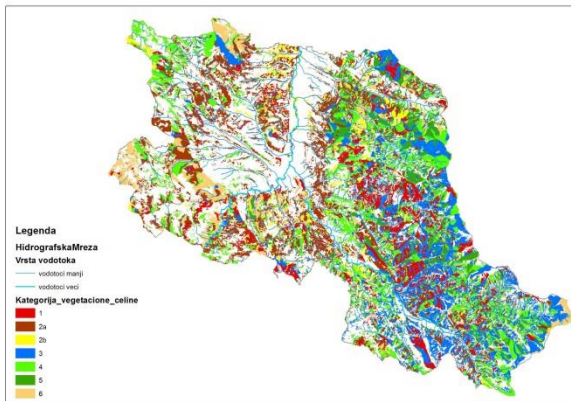 Legenda
HidrografskaMreza
Vrsta vodotoka
vodotoci manji
vodotoci veci
Kategorija_vegetacione_celine
1
2a
2b
3
4
5
6